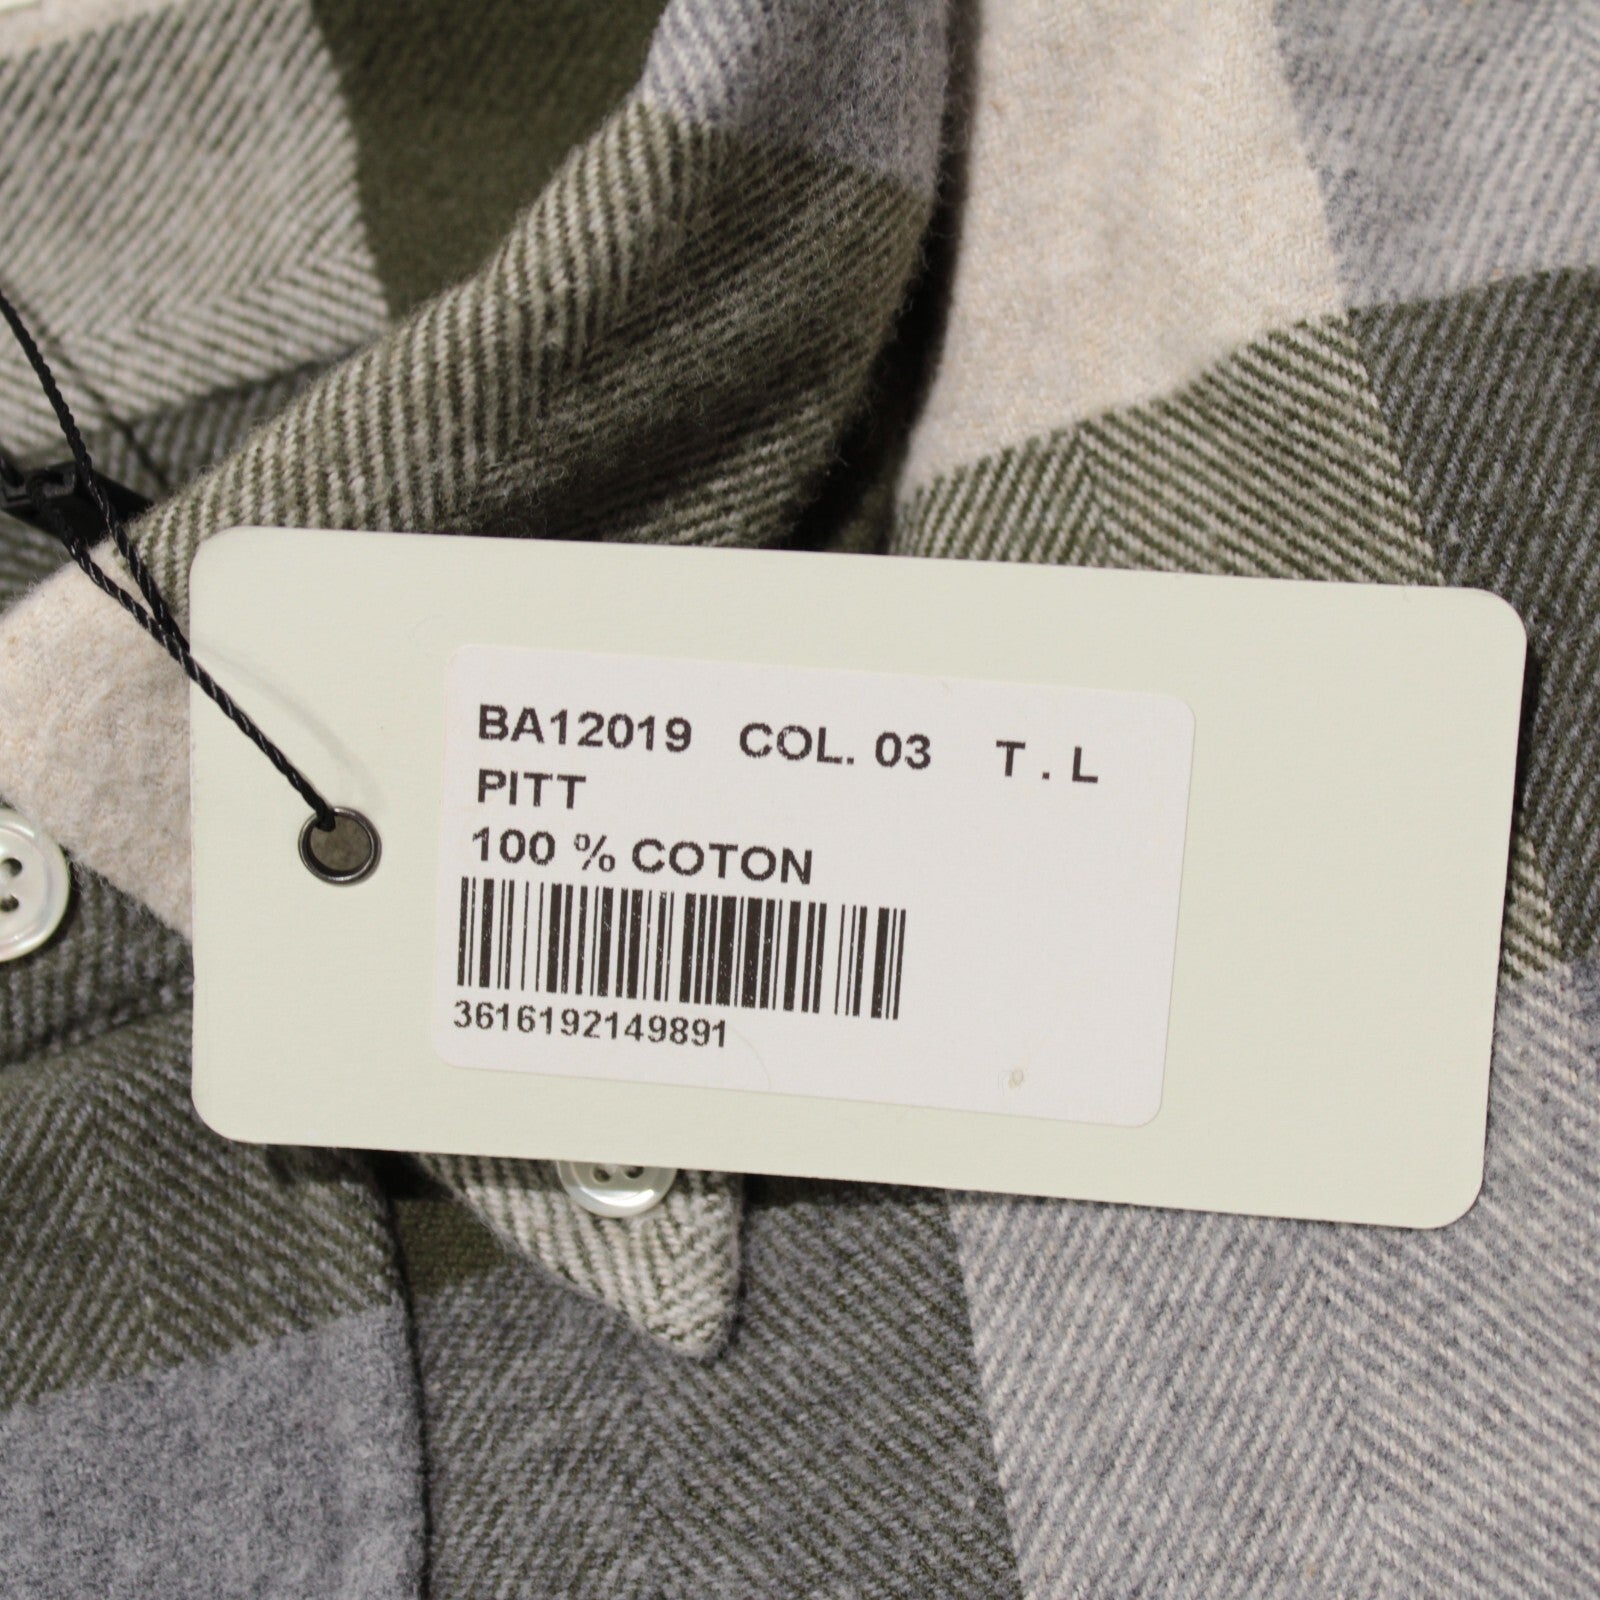 BA12019 COL. 03 T . L
PITT
100 % COTON
3616192149891